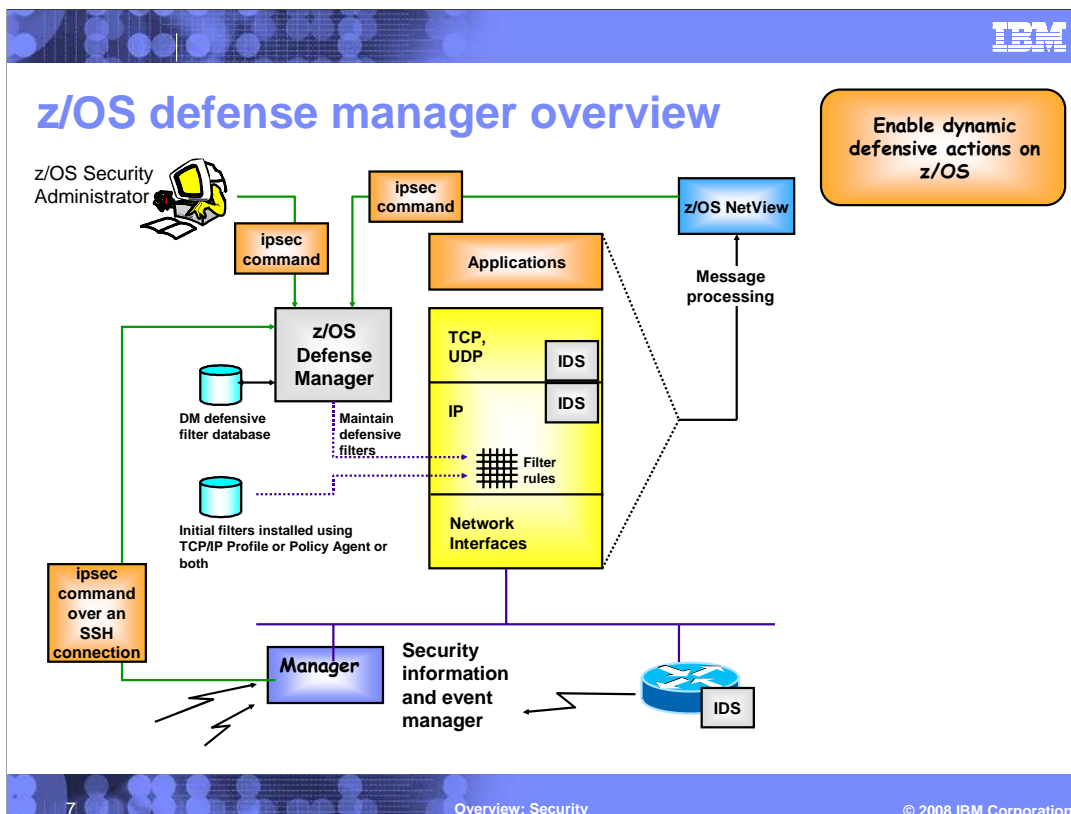 IBM
z/OS defense manager overview
Enable dynamic
defensive actions on
z/OS
z/OS Security
Administrator
ipsec
command
ipsec
command
z/OS NetView
Applications
Message
processing
z/OS
Defense
Manager
TCP,
UDP
IDS
IP
IDS
DM defensive
filter database
Maintain
defensive
filters
Filter
rules
Initial filters installed using
TCP/IP Profile or Policy Agent or
both
Network
Interfaces
ipsec
command
over an
SSH
connection
Manager
Security
information
and event
manager
IDS
7
Overview: Security
© 2008 IBM Corporation